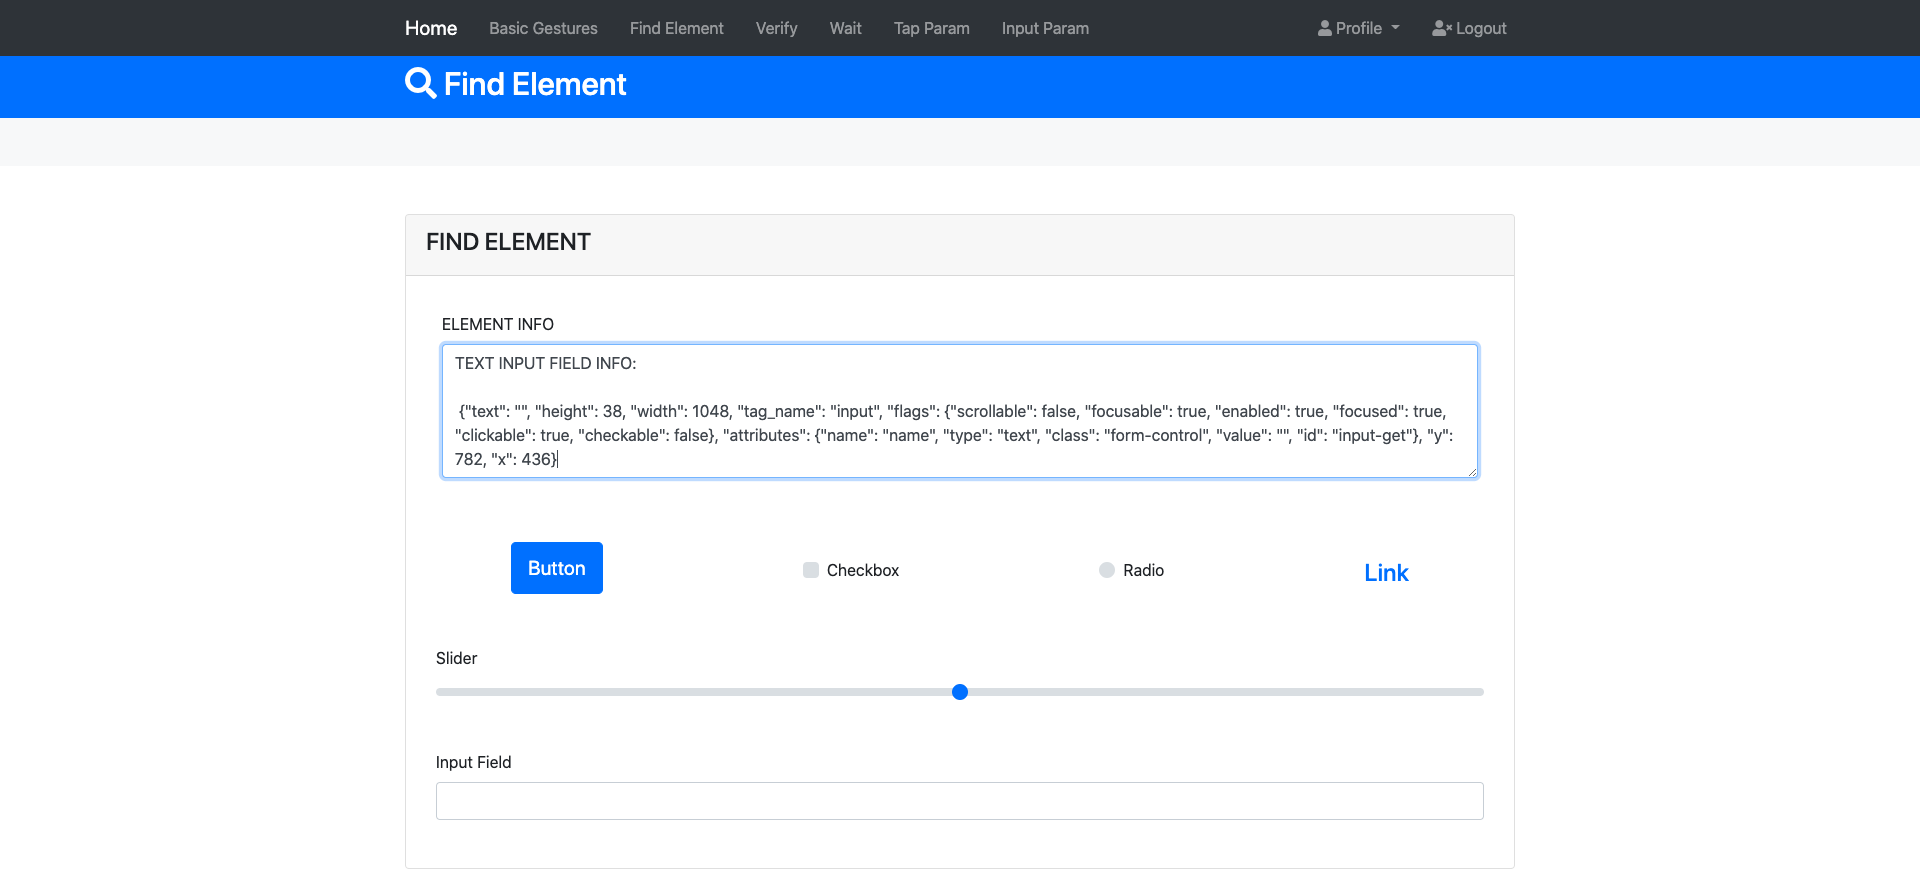 Home Basic Gestures Find Element Verify Wait Tap Param Input Param Profile Logout
Find Element
FIND ELEMENT
ELEMENT INFO
TEXT INPUT FIELD INFO:
{"text": "", "height": 38, "width": 1048, "tag_name": "input", "flags": {"scrollable": false, "focusable": true, "enabled": true, "focused": true,
"clickable": true, "checkable": false}, "attributes": {"name": "name", "type": "text", "class": "form-control", "value": "", "id": "input-get"}, "y":
782, "x": 436}
Button Checkbox Radio Link
Slider
Input Field